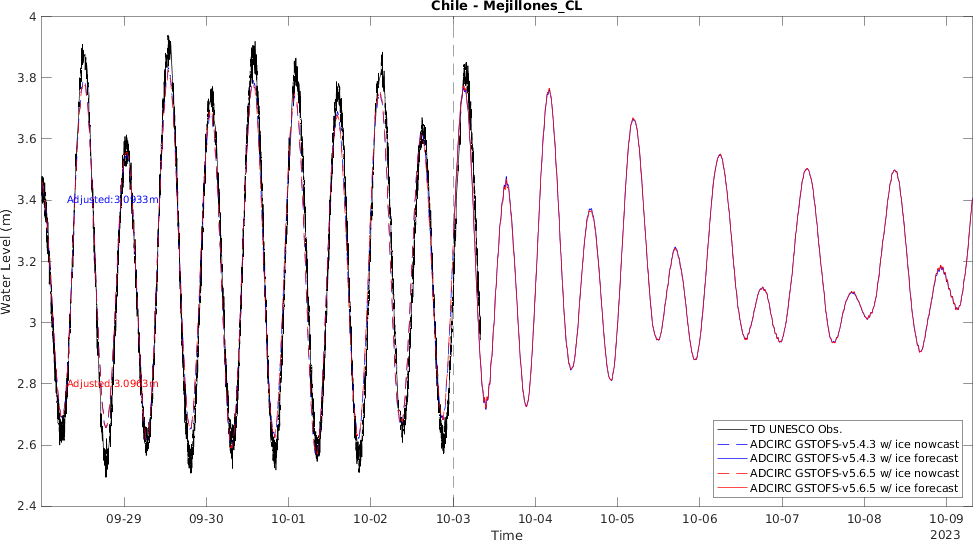 Chile - Mejillones_CL
4
3.8
3.6
3.4
3.2
3
2.8
2.6
2.4
Water Level (m)
Adjusted:3.0933m
Adjusted:3.0963m
TD UNESCO Obs.
ADCIRC GSTOFS-v5.4.3 w/ ice nowcast
ADCIRC GSTOFS-v5.4.3 w/ ice forecast
ADCIRC GSTOFS-v5.6.5 w/ ice nowcast
ADCIRC GSTOFS-v5.6.5 w/ ice forecast
09-29 09-30 10-01 10-02 10-03 10-04 10-05 10-06 10-07 10-08 10-09
2023
Time